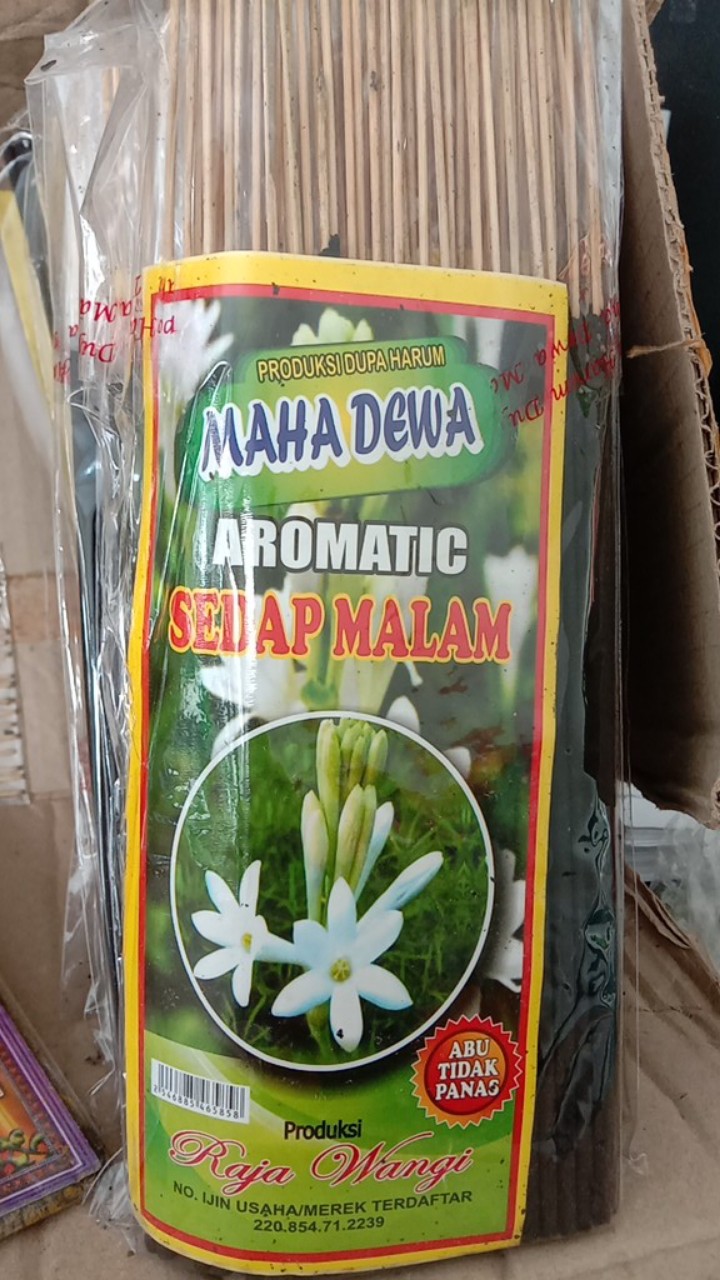 PRODUKSI DUPA HARUM
MAHA DEWA
AROMATIC
SEDAP MALAM
ABU
TIDAK
PANAS
2546885465858
Produksi
Raja Wangi
NO. IJIN USAHA/MEREK TERDAFTAR
220.854.71.2239